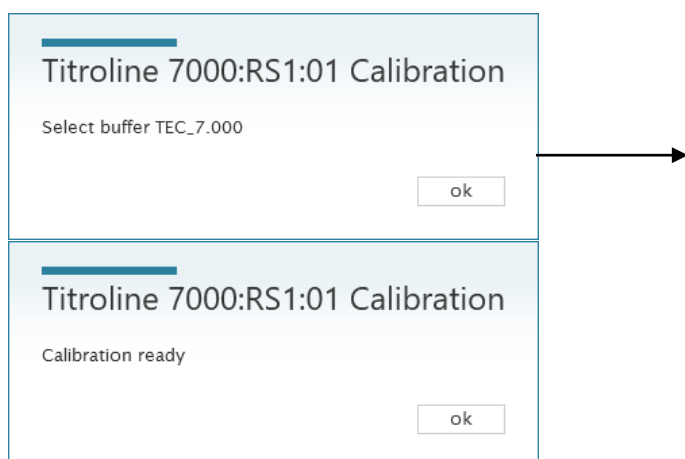 Titroline 7000:RS1:01 Calibration
Select buffer TEC_7.000
ok
Titroline 7000:RS1:01 Calibration
Calibration ready
ok